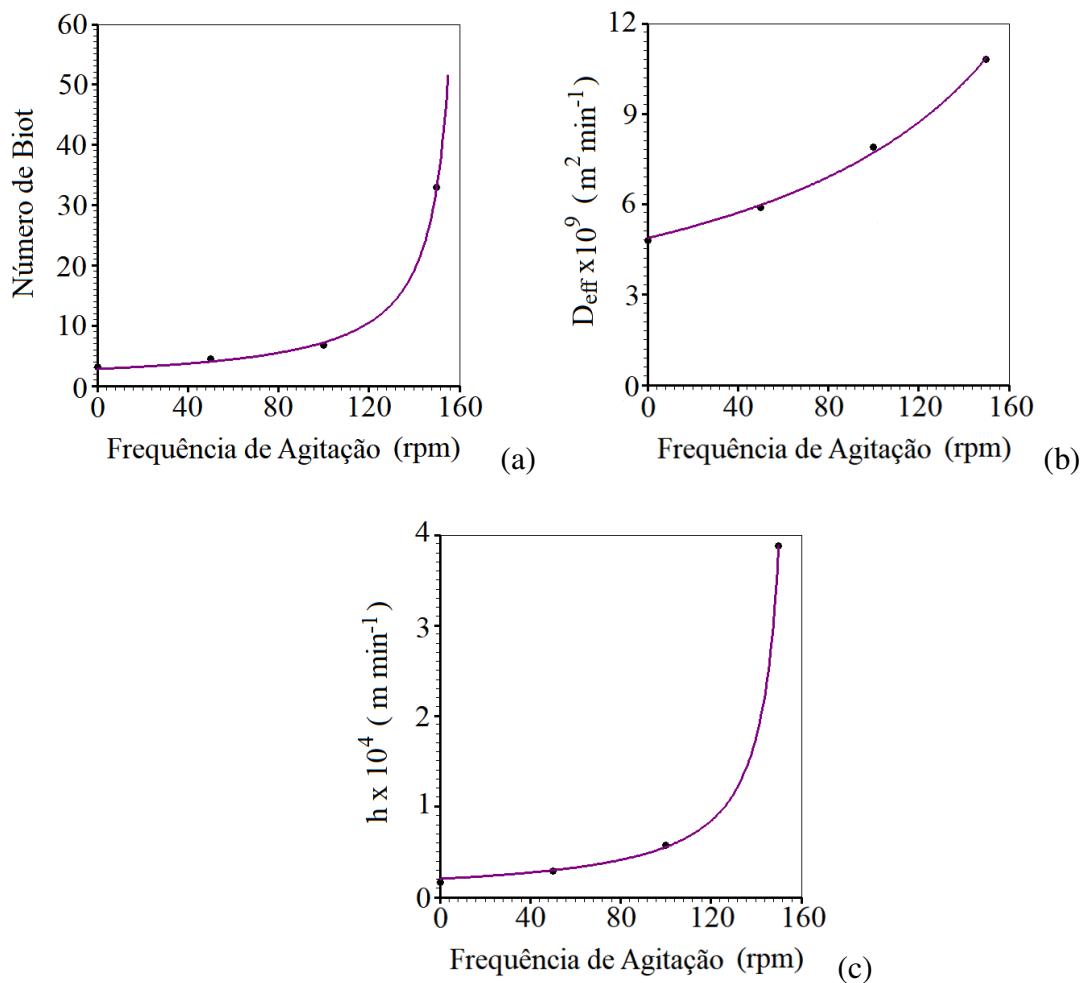 60
50
40
30
20
10
0
Número de Biot
0 40 80 120 160
Frequência de Agitação (rpm)
(a)
12
9
6
3
0
D_eff x10^9 ( m^2 min^-1 )
0 40 80 120 160
Frequência de Agitação (rpm)
(b)
4
3
2
1
0
h x 10^4 ( m min^-1 )
0 40 80 120 160
Frequência de Agitação (rpm)
(c)